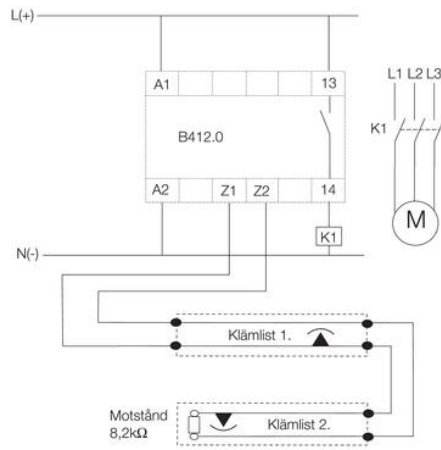 L(+)
A1 13
L1 L2 L3
K1
B412.0
M
A2 Z1 Z2 14
K1
N(-)
Klämlist 1.
Motstånd
8,2kΩ
Klämlist 2.